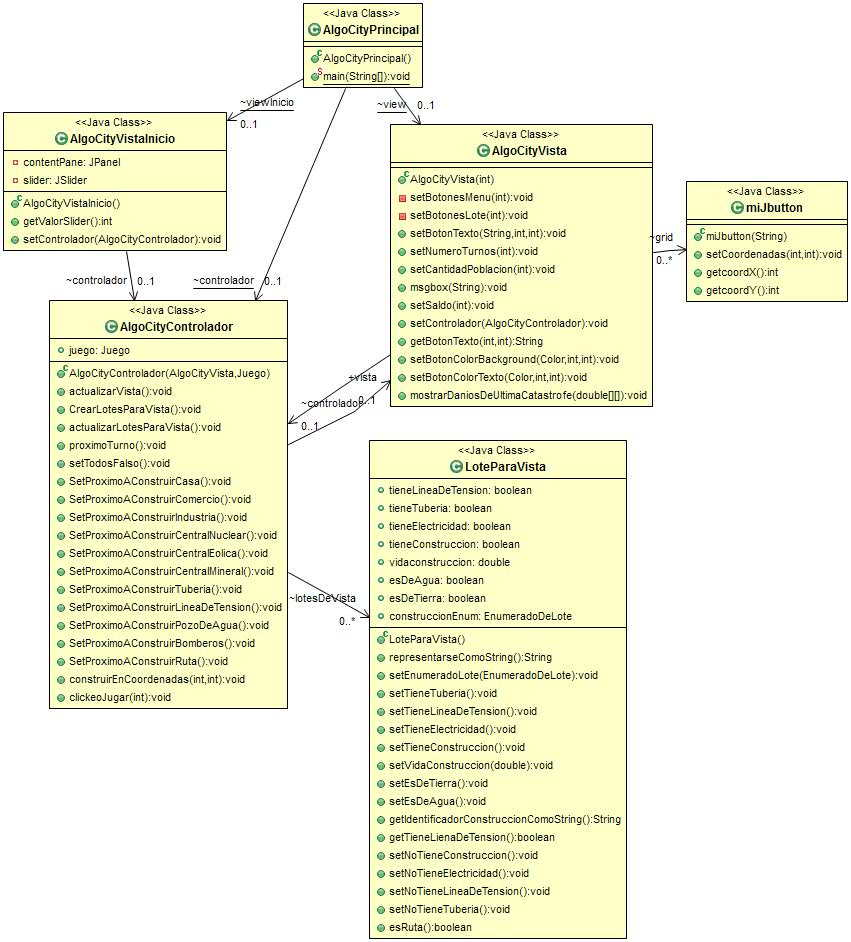 <<Java Class>>
AlgoCityPrincipal
AlgoCityPrincipal()
main(String[]):void
~viewInicio
0..1
~view
0..1
<<Java Class>>
AlgoCityVistaInicio
contentPane: JPanel
slider: JSlider
AlgoCityVistaInicio()
getValorSlider():int
setControlador(AlgoCityControlador):void
<<Java Class>>
AlgoCityVista
AlgoCityVista(int)
setBotonesMenu(int):void
setBotonesLote(int):void
setBotonTexto(String,int,int):void
setNumeroTurnos(int):void
setCantidadPoblacion(int):void
msgbox(String):void
setSaldo(int):void
setControlador(AlgoCityControlador):void
getBotonTexto(int,int):String
setBotonColorBackground(Color,int,int):void
setBotonColorTexto(Color,int,int):void
mostrarDaniosDeUltimaCatastrofe(double[][]):void
~grid
0..*
<<Java Class>>
miJbutton
miJbutton(String)
setCoordenadas(int,int):void
getcoordX():int
getcoordY():int
~controlador
0..1
~controlador
0..1
<<Java Class>>
AlgoCityControlador
juego: Juego
AlgoCityControlador(AlgoCityVista,Juego)
actualizarVista():void
CrearLotesParaVista():void
actualizarLotesParaVista():void
proximoTurno():void
setTodosFalso():void
SetProximoAConstruirCasa():void
SetProximoAConstruirComercio():void
SetProximoAConstruirIndustria():void
SetProximoAConstruirCentralNuclear():void
SetProximoAConstruirCentralEolica():void
SetProximoAConstruirCentralMineral():void
SetProximoAConstruirTuberia():void
SetProximoAConstruirLineaDeTension():void
SetProximoAConstruirPozoDeAgua():void
SetProximoAConstruirBomberos():void
SetProximoAConstruirRuta():void
construirEnCoordenadas(int,int):void
clickeoJugar(int):void
+vista
0..1
~controlador
0..1
~lotesDeVista
0..*
<<Java Class>>
LoteParaVista
tieneLineaDeTension: boolean
tieneTuberia: boolean
tieneElectricidad: boolean
tieneConstruccion: boolean
vidaconstruccion: double
esDeAgua: boolean
esDeTierra: boolean
construccionEnum: EnumeradoDeLote
LoteParaVista()
representarseComoString():String
setEnumeradoLote(EnumeradoDeLote):void
setTieneTuberia():void
setTieneLineaDeTension():void
setTieneElectricidad():void
setTieneConstruccion():void
setVidaConstruccion(double):void
setEsDeTierra():void
setEsDeAgua():void
getIdentificadorConstruccionComoString():String
getTieneLienaDeTension():boolean
setNoTieneConstruccion():void
setNoTieneElectricidad():void
setNoTieneLineaDeTension():void
setNoTieneTuberia():void
esRuta():boolean